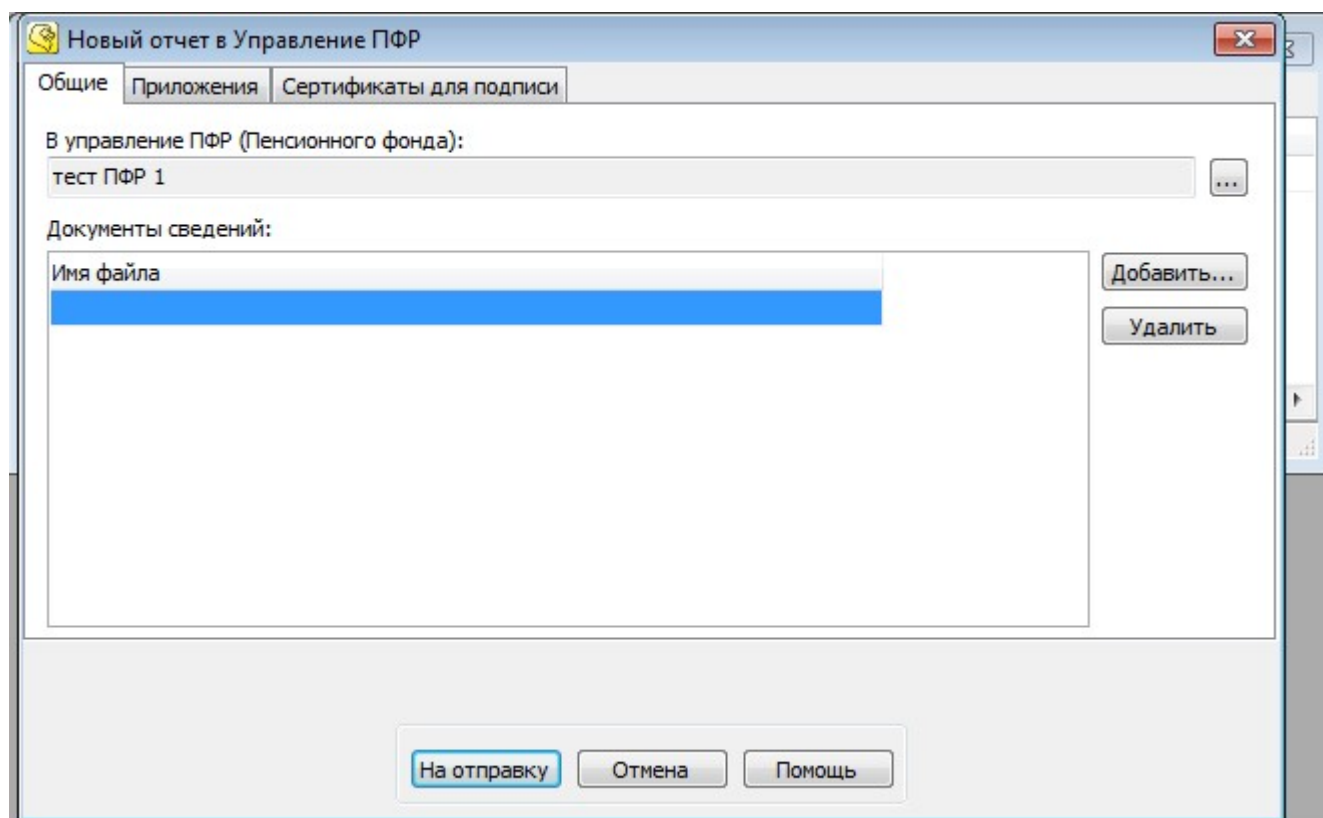 Новый отчет в Управление ПФР
Общие Приложения Сертификаты для подписи
В управление ПФР (Пенсионного фонда):
тест ПФР 1
...
Документы сведений:
Имя файла
Добавить...
Удалить
На отправку Отмена Помощь